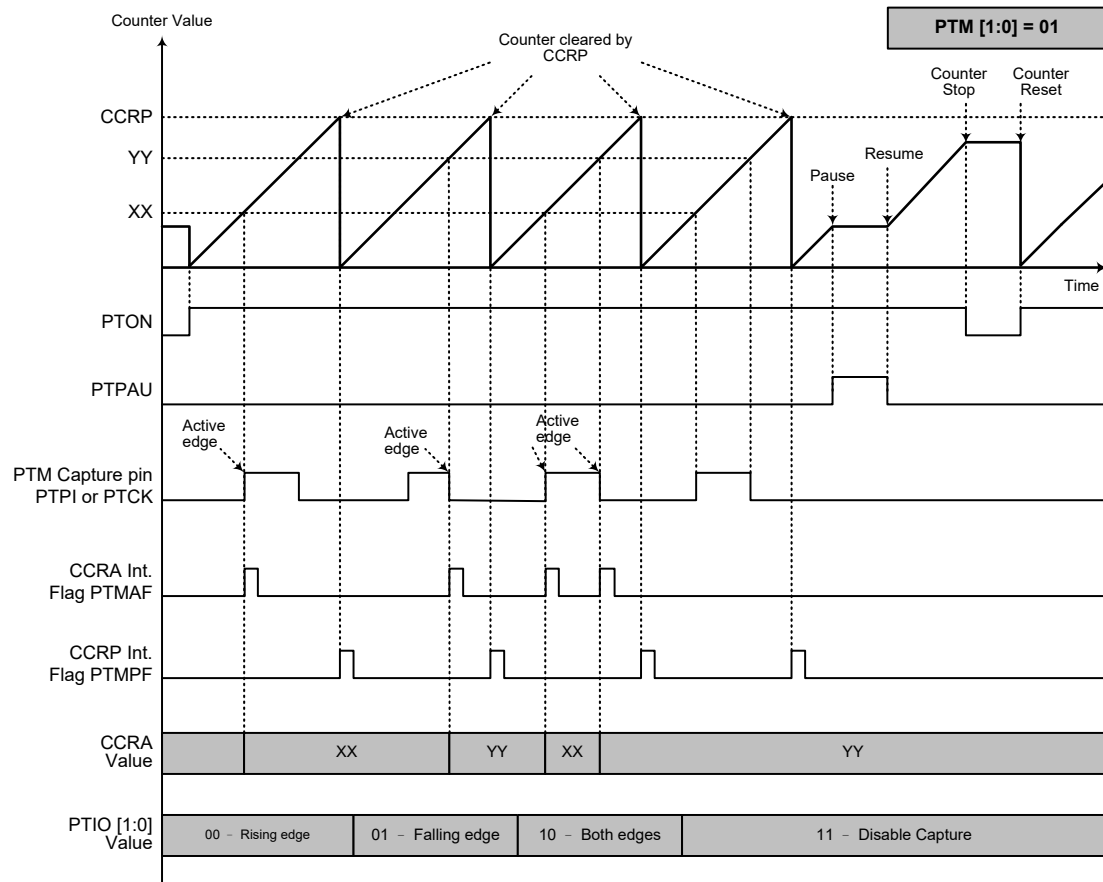 Counter Value
PTM [1:0] = 01
Counter cleared by
CCRP
Counter
Stop
Counter
Reset
CCRP
YY
Resume
Pause
XX
Time
PTON
PTPAU
Active
edge
Active
edge
Active
edge
PTM Capture pin
PTPI or PTCK
CCRA Int.
Flag PTMAF
CCRP Int.
Flag PTMPF
CCRA
Value
XX
YY
XX
YY
PTIO [1:0]
Value
00 – Rising edge
01 – Falling edge
10 – Both edges
11 – Disable Capture